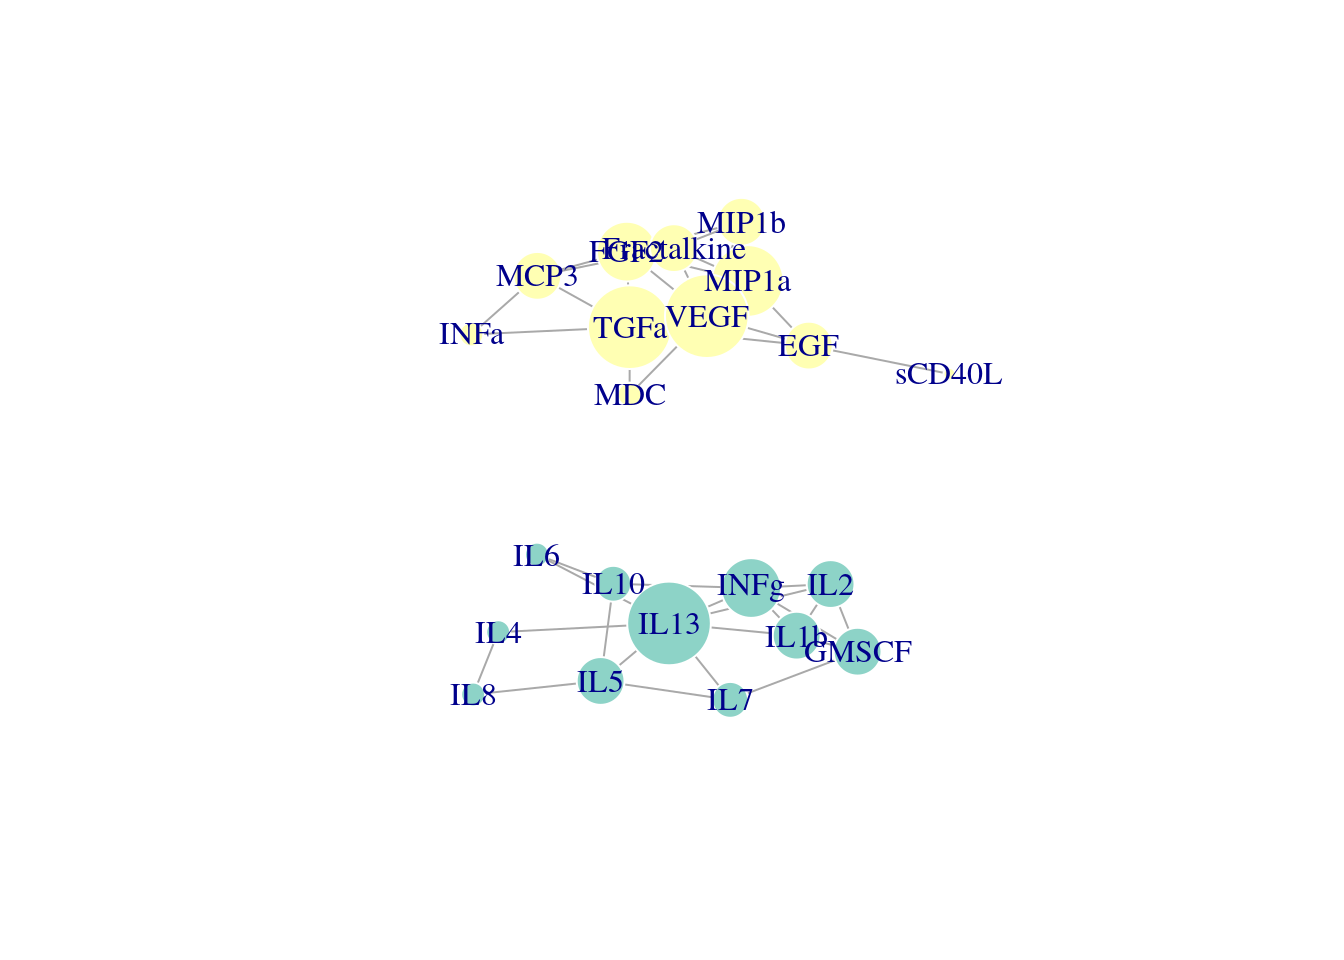 MIP1b
FGF2
Fractalkine
MCP3
MIP1a
VEGF
TGFa
INFa
EGF
sCD40L
MDC
IL6
IL10
INFg
IL2
IL13
IL4
IL1b
GMSCF
IL5
IL8
IL7